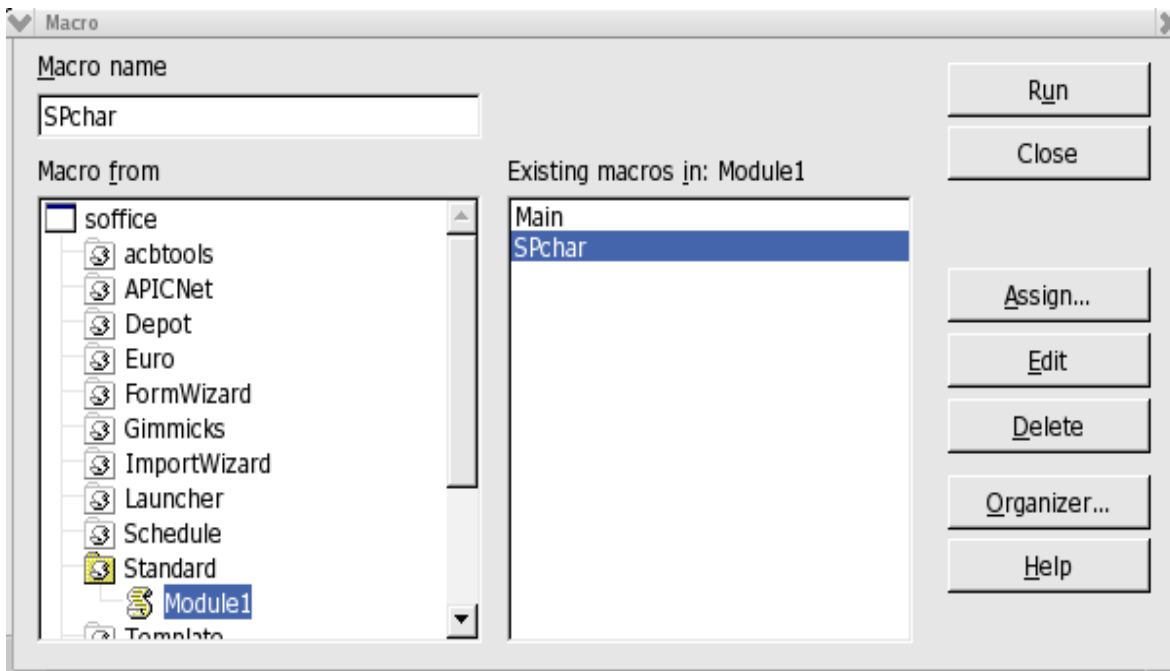 Macro
Macro name
SPchar
Macro from
soffice
acbtools
APICNet
Depot
Euro
FormWizard
Gimmicks
ImportWizard
Launcher
Schedule
Standard
Module1
Template
Existing macros in: Module1
Main
SPchar
Run
Close
Assign...
Edit
Delete
Organizer...
Help